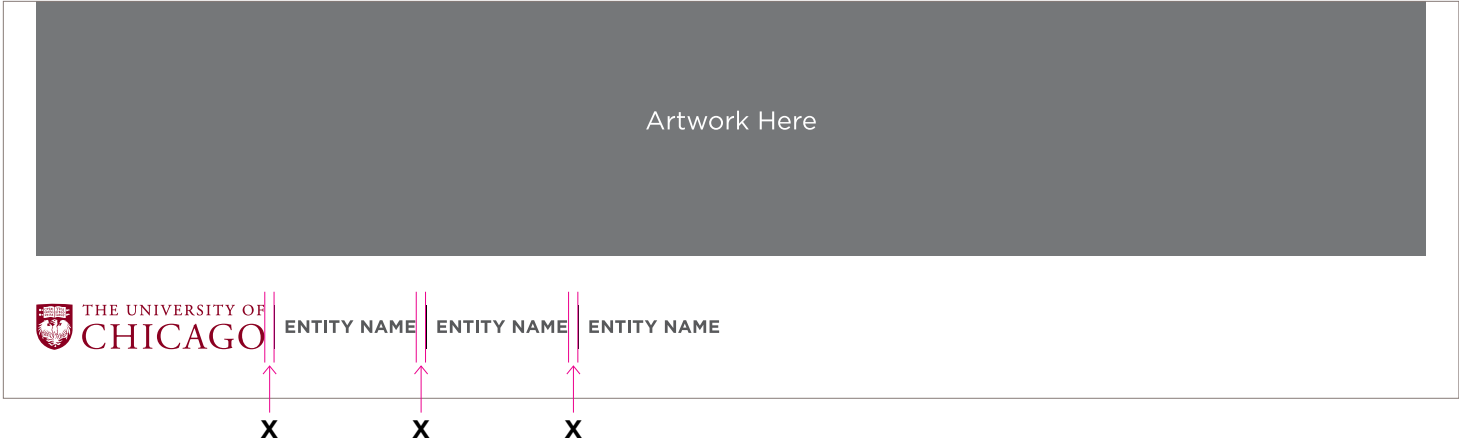 Artwork Here
THE UNIVERSITY OF
CHICAGO
ENTITY NAME ENTITY NAME ENTITY NAME
X X X